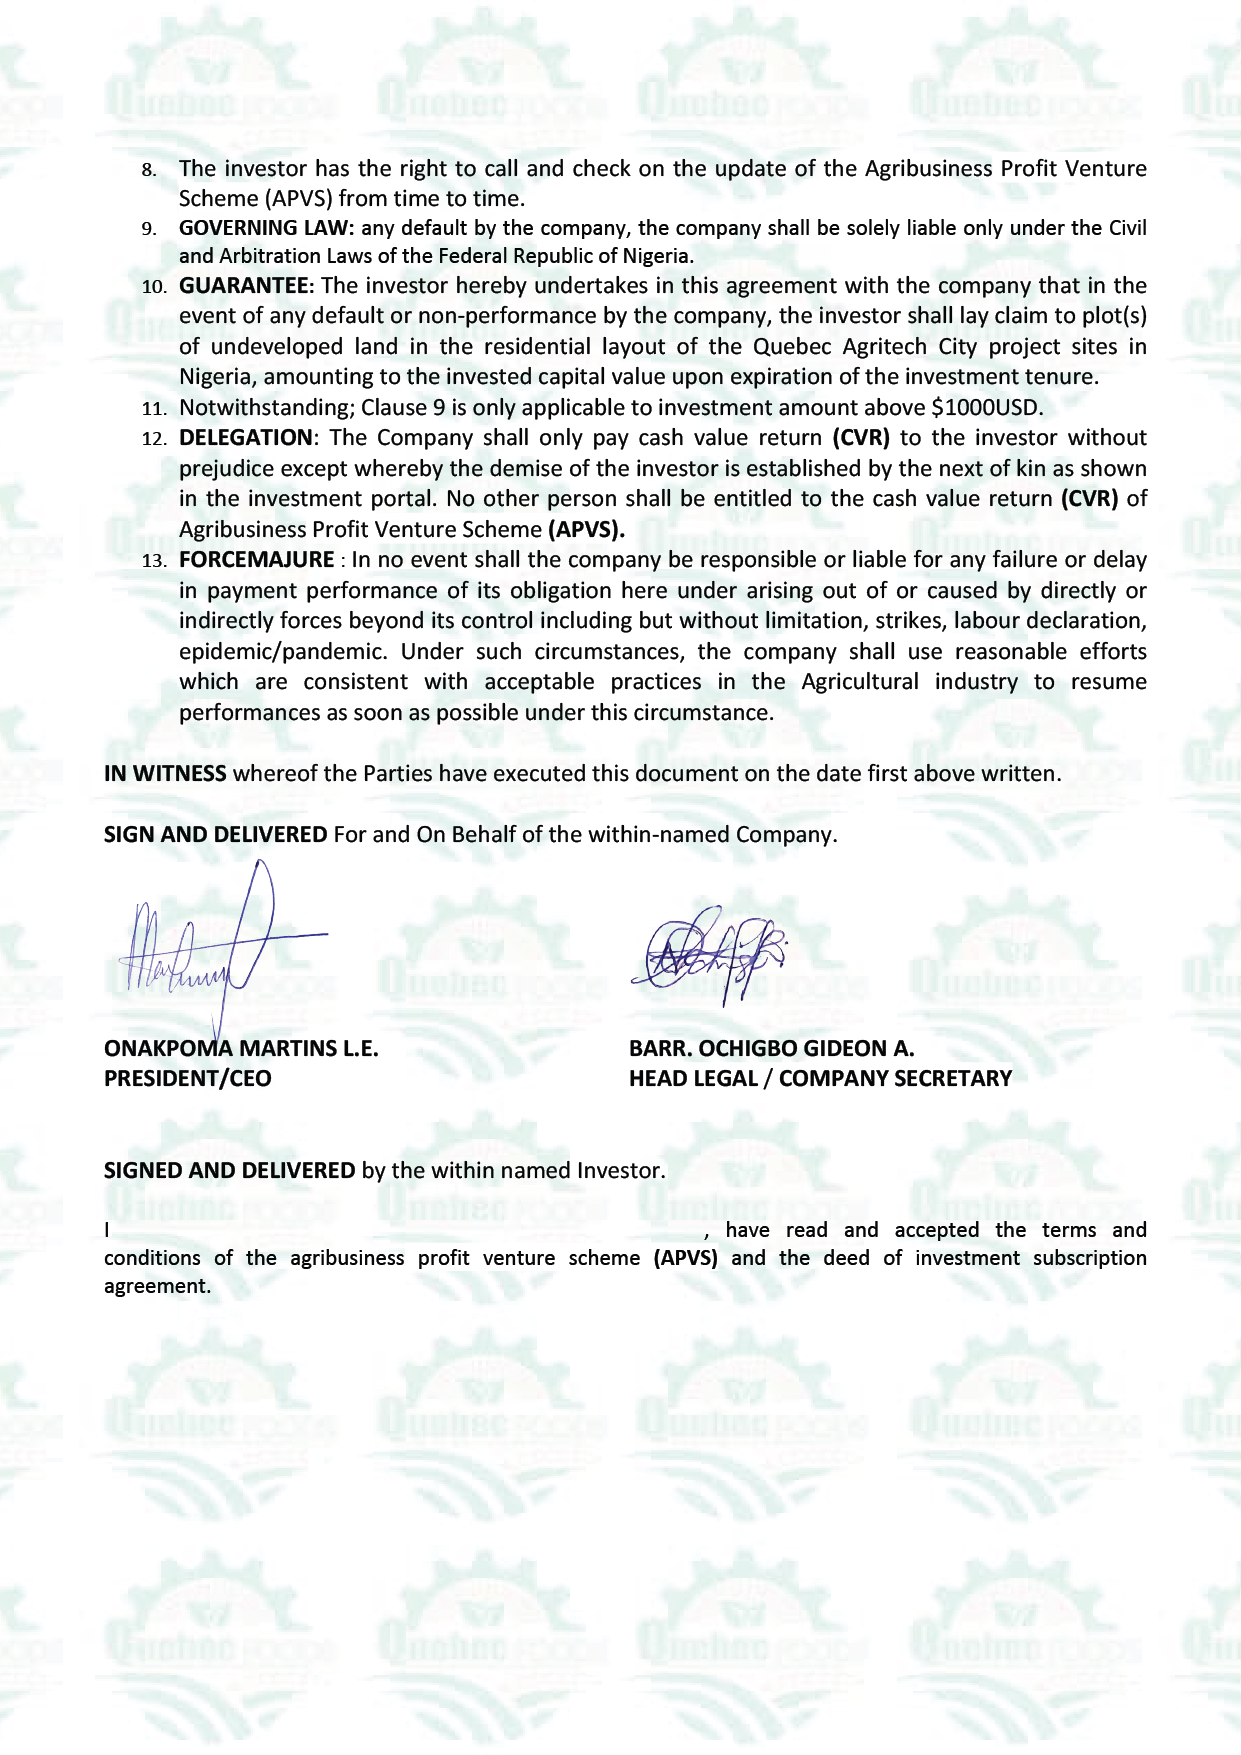 8. The investor has the right to call and check on the update of the Agribusiness Profit Venture
Scheme (APVS) from time to time.
9. GOVERNING LAW: any default by the company, the company shall be solely liable only under the Civil
and Arbitration Laws of the Federal Republic of Nigeria.
10. GUARANTEE: The investor hereby undertakes in this agreement with the company that in the
event of any default or non-performance by the company, the investor shall lay claim to plot(s)
of undeveloped land in the residential layout of the Quebec Agritech City project sites in
Nigeria, amounting to the invested capital value upon expiration of the investment tenure.
11. Notwithstanding; Clause 9 is only applicable to investment amount above $1000USD.
12. DELEGATION: The Company shall only pay cash value return (CVR) to the investor without
prejudice except whereby the demise of the investor is established by the next of kin as shown
in the investment portal. No other person shall be entitled to the cash value return (CVR) of
Agribusiness Profit Venture Scheme (APVS).
13. FORCEMAJURE : In no event shall the company be responsible or liable for any failure or delay
in payment performance of its obligation here under arising out of or caused by directly or
indirectly forces beyond its control including but without limitation, strikes, labour declaration,
epidemic/pandemic. Under such circumstances, the company shall use reasonable efforts
which are consistent with acceptable practices in the Agricultural industry to resume
performances as soon as possible under this circumstance.
IN WITNESS whereof the Parties have executed this document on the date first above written.
SIGN AND DELIVERED For and On Behalf of the within-named Company.
ONAKPOMA MARTINS L.E. BARR. OCHIGBO GIDEON A.
PRESIDENT/CEO HEAD LEGAL / COMPANY SECRETARY
SIGNED AND DELIVERED by the within named Investor.
I , have read and accepted the terms and
conditions of the agribusiness profit venture scheme (APVS) and the deed of investment subscription
agreement.